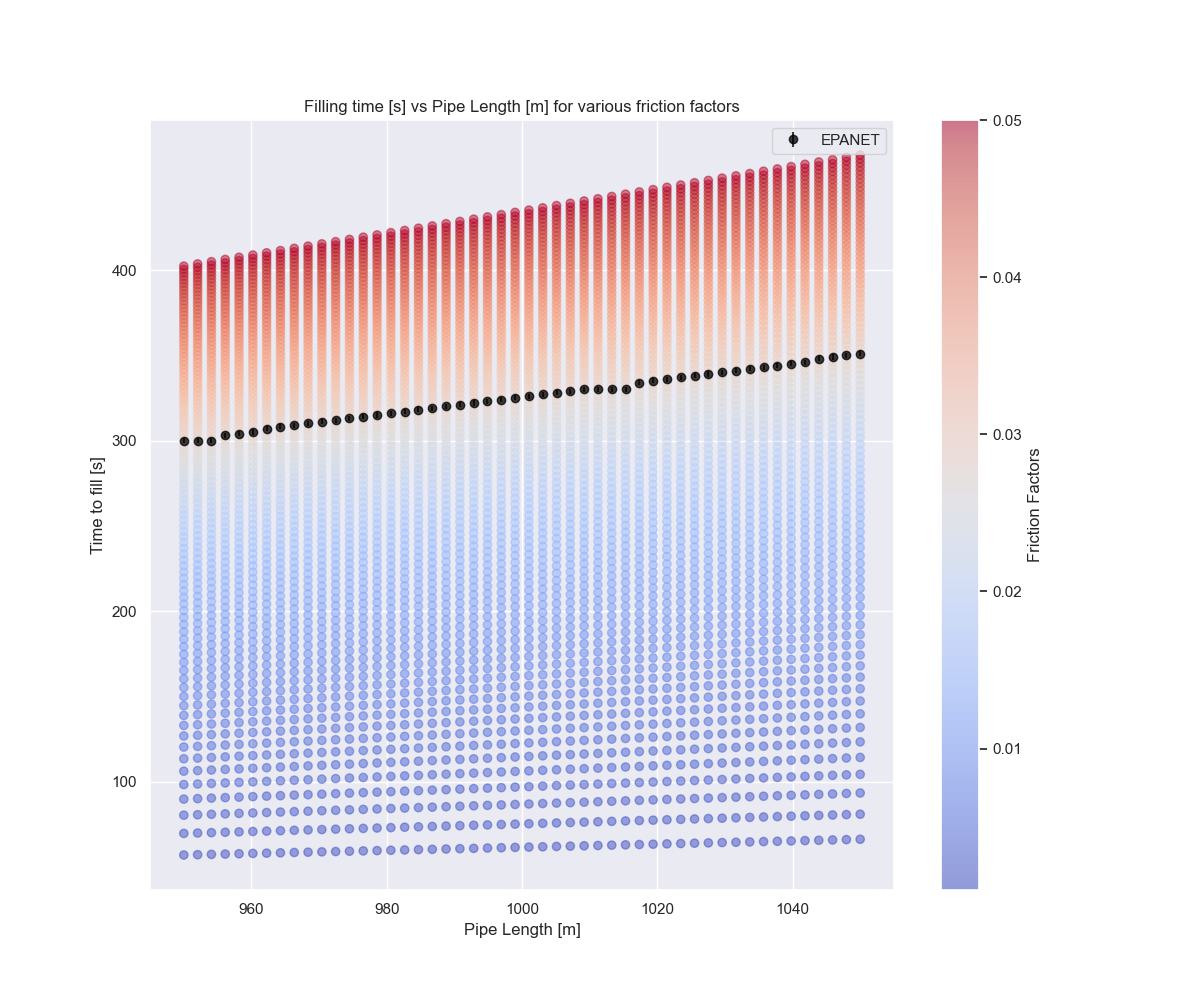 Filling time [s] vs Pipe Length [m] for various friction factors
EPANET
Time to fill [s]
400
300
200
100
960
980
1000
1020
1040
Pipe Length [m]
0.05
0.04
0.03
0.02
0.01
Friction Factors